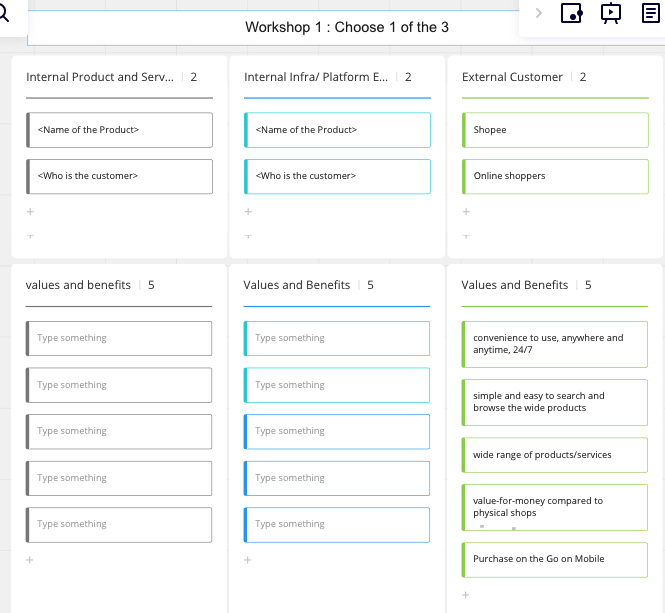 Workshop 1 : Choose 1 of the 3
Internal Product and Serv... 2
Internal Infra/ Platform E... 2
External Customer 2
<Name of the Product>
<Name of the Product>
Shopee
<Who is the customer>
<Who is the customer>
Online shoppers
values and benefits 5
Values and Benefits 5
Values and Benefits 5
Type something
Type something
Type something
Type something
Type something
Type something
Type something
Type something
Type something
Type something
convenience to use, anywhere and
anytime, 24/7
simple and easy to search and
browse the wide products
wide range of products/services
value-for-money compared to
physical shops
Purchase on the Go on Mobile